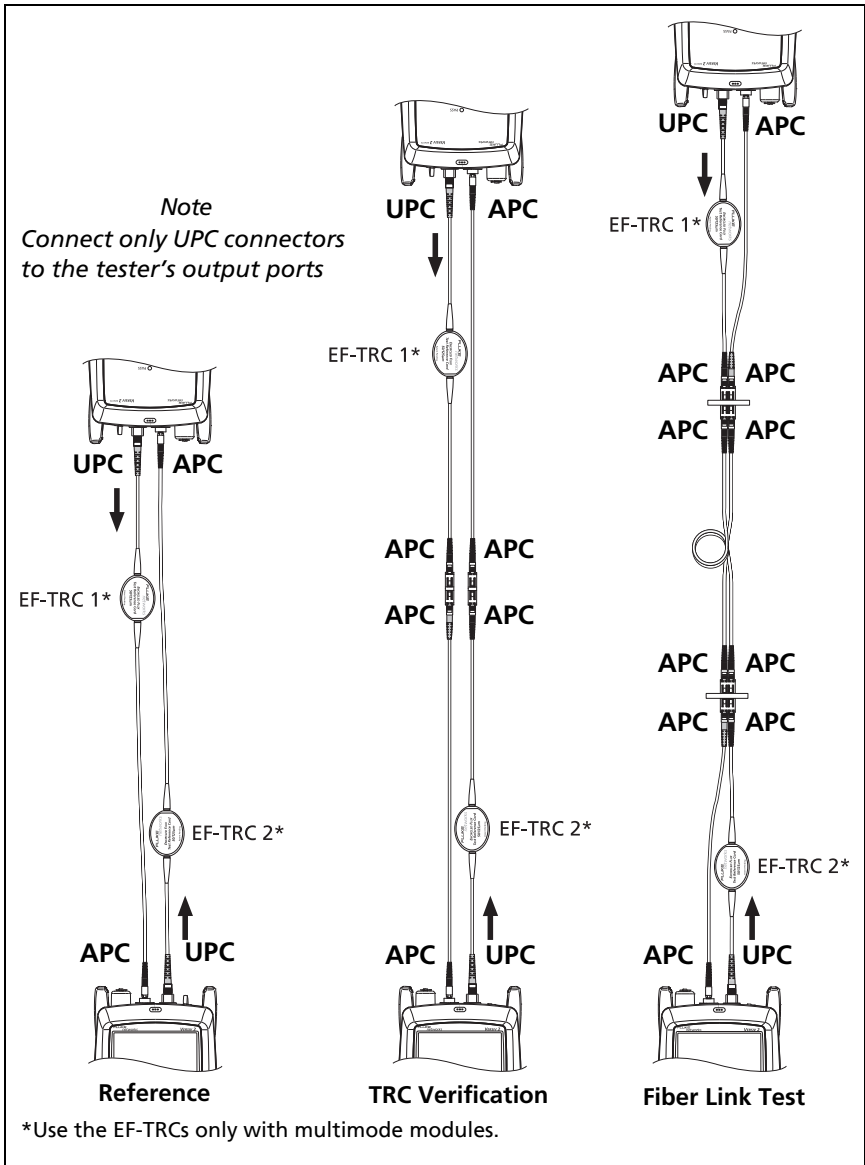 UPC APC
EF-TRC 1*
APC APC
APC APC
APC APC
APC APC
EF-TRC 2*
APC UPC
Fiber Link Test
UPC APC
EF-TRC 1*
APC APC
APC APC
EF-TRC 2*
APC UPC
TRC Verification
Note
Connect only UPC connectors
to the tester's output ports
UPC APC
EF-TRC 1*
EF-TRC 2*
APC UPC
Reference
*Use the EF-TRCs only with multimode modules.